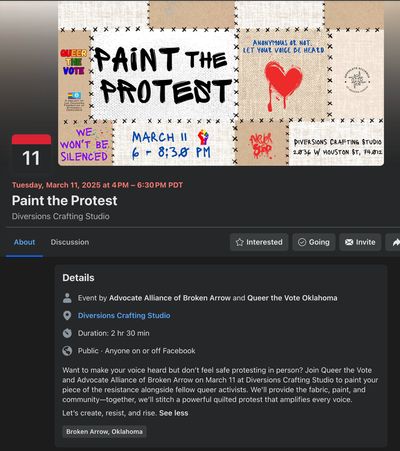 QUEER
THE
VOTE
PAINT THE
PROTEST
ANONYMOUS OR NOT,
LET YOUR VOICE BE HEARD
WE
WON'T BE
SILENCED
MARCH 11
6 - 8:30 PM
DIVERSIONS CRAFTING STUDIO
11
Tuesday, March 11, 2025 at 4 PM – 6:30 PM PDT
Paint the Protest
Diversions Crafting Studio
About
Discussion
Interested
Going
Invite
Details
Event by Advocate Alliance of Broken Arrow and Queer the Vote Oklahoma
Diversions Crafting Studio
Duration: 2 hr 30 min
Public · Anyone on or off Facebook
Want to make your voice heard but don't feel safe protesting in person? Join Queer the Vote
and Advocate Alliance of Broken Arrow on March 11 at Diversions Crafting Studio to paint your
piece of the resistance alongside fellow queer activists. We'll provide the fabric, paint, and
community—together, we'll stitch a powerful quilted protest that amplifies every voice.
Let's create, resist, and rise. See less
Broken Arrow, Oklahoma